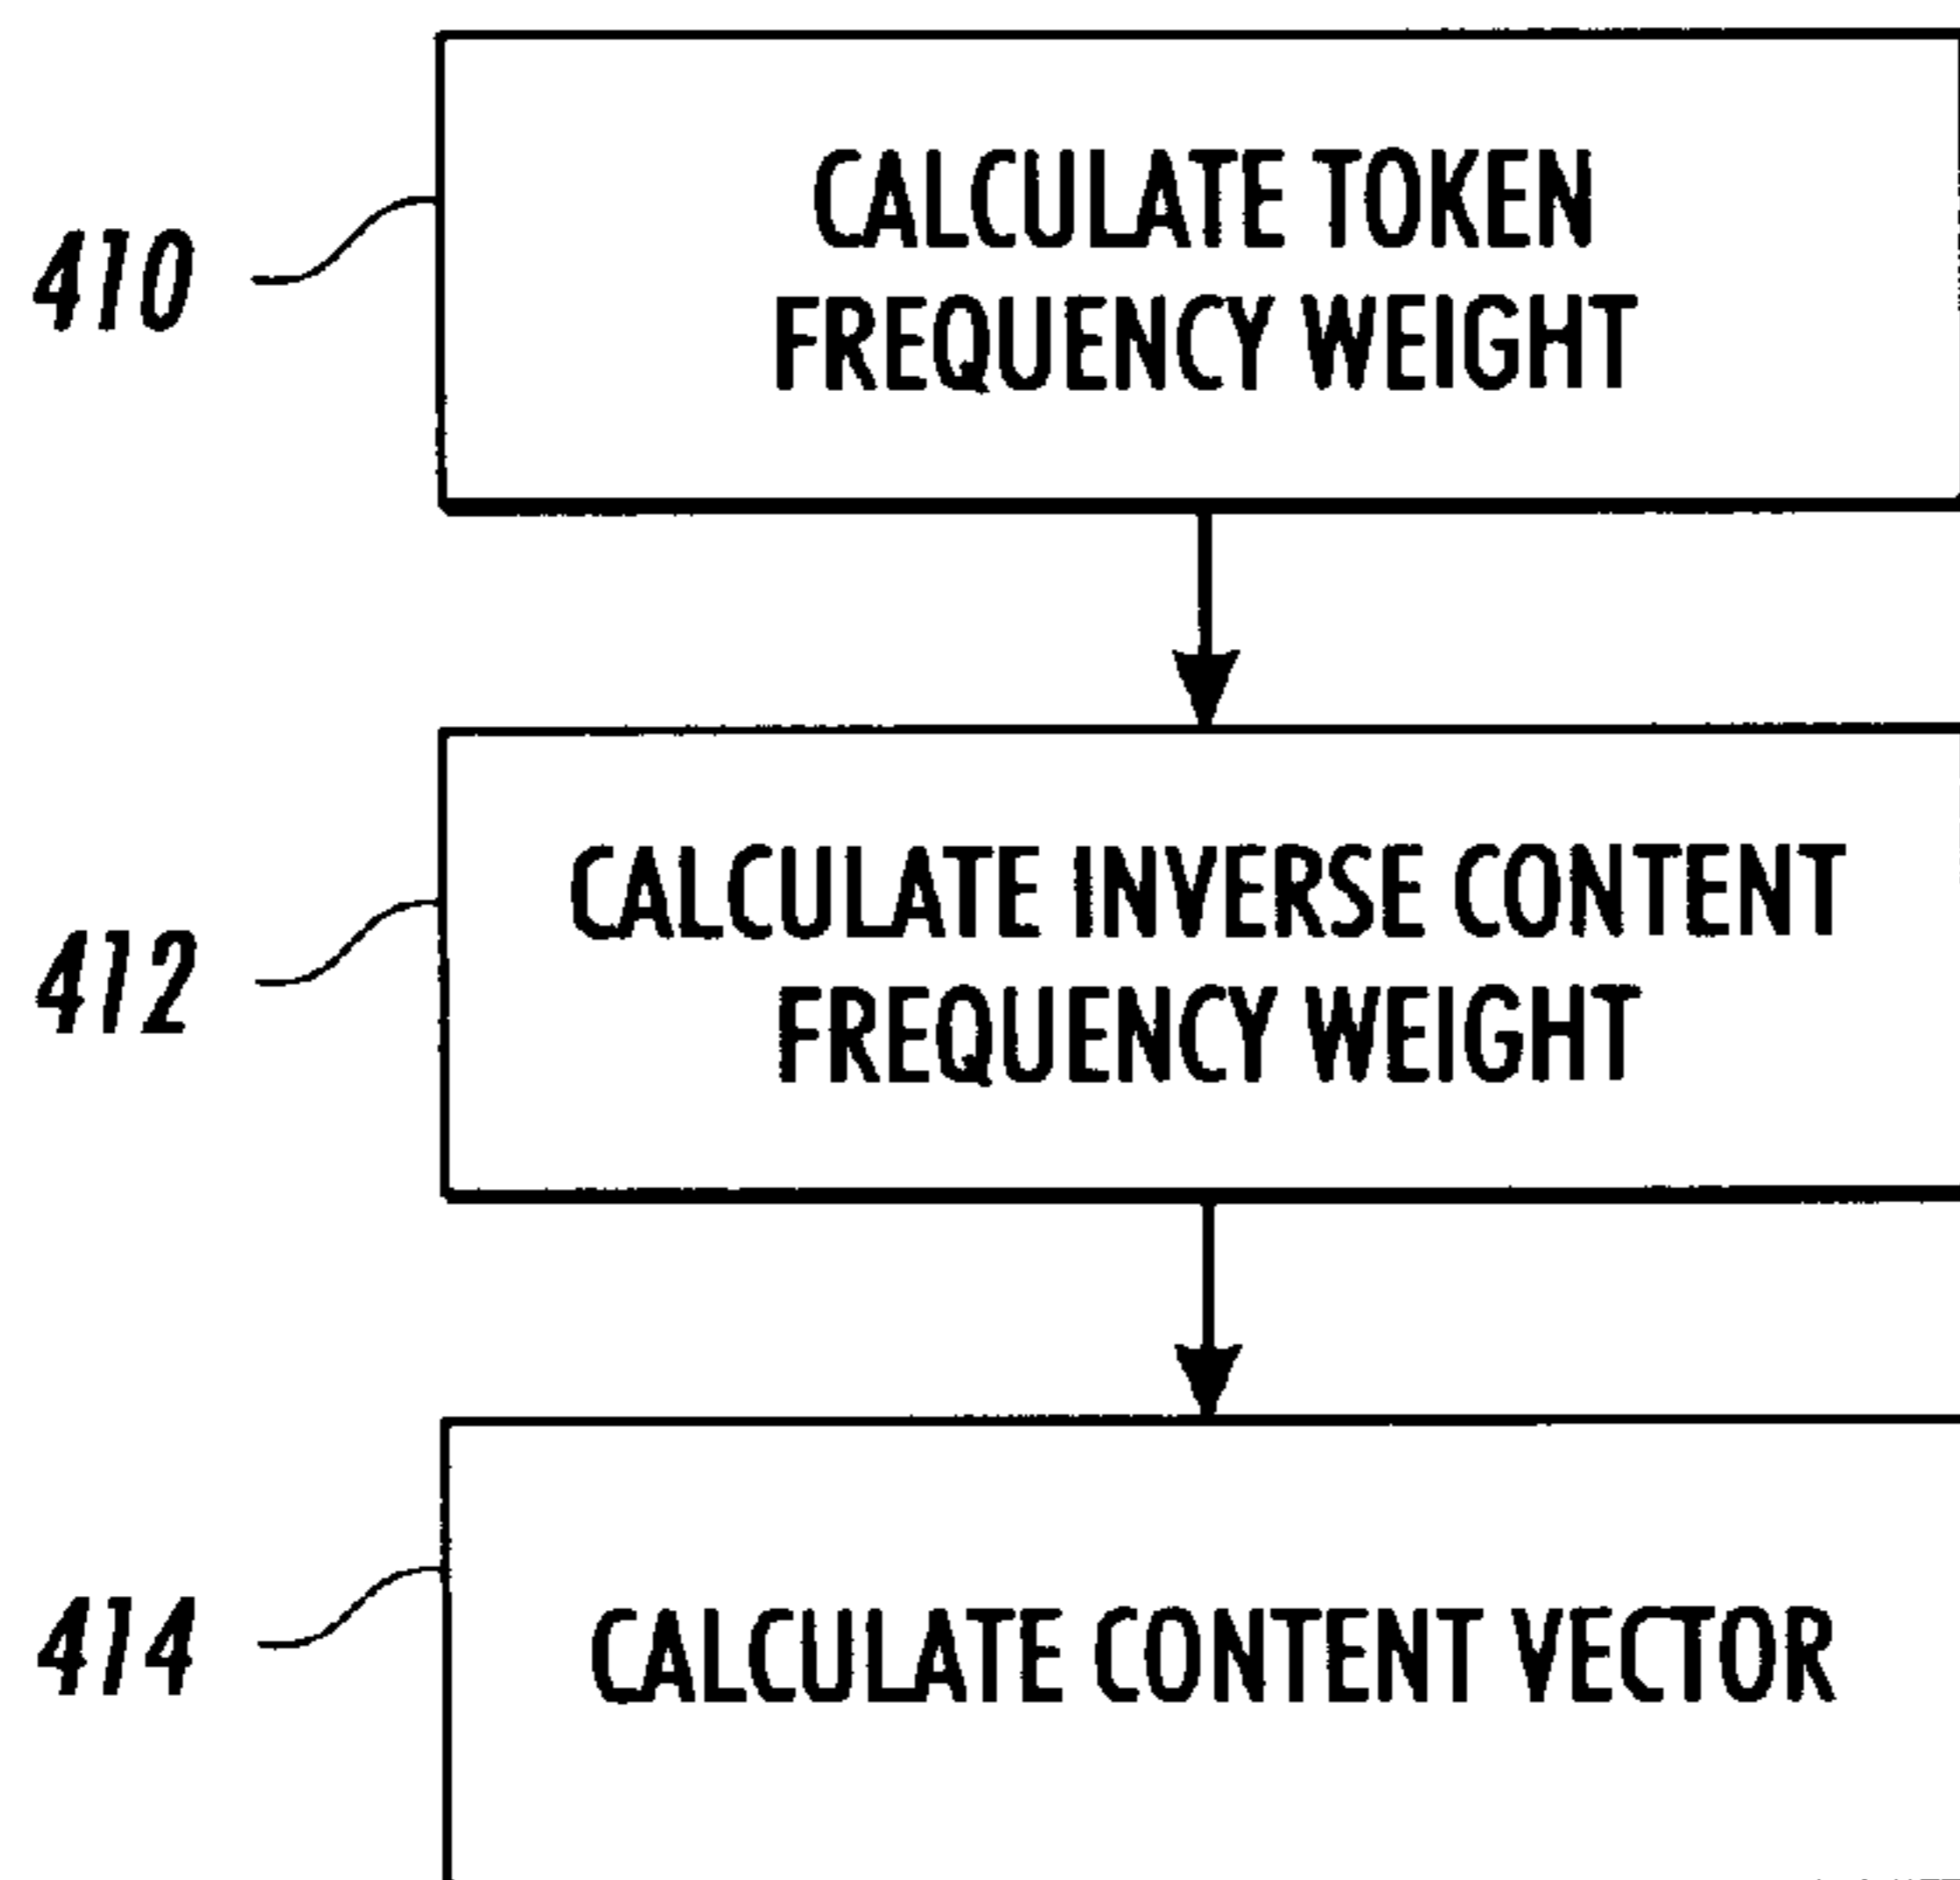 410
CALCULATE TOKEN
FREQUENCY WEIGHT
412
CALCULATE INVERSE CONTENT
FREQUENCY WEIGHT
414
CALCULATE CONTENT VECTOR